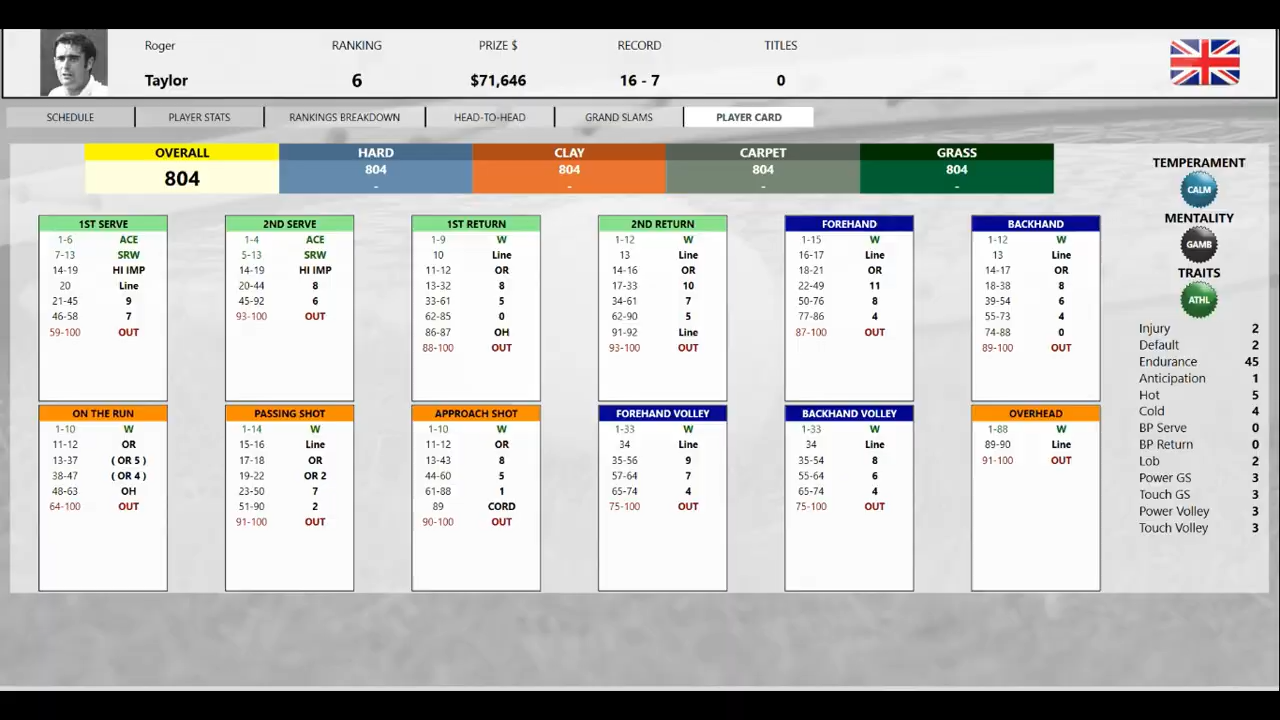 Roger RANKING PRIZE $ RECORD TITLES
Taylor 6 $71,646 16 - 7 0
SCHEDULE PLAYER STATS RANKINGS BREAKDOWN HEAD-TO-HEAD GRAND SLAMS PLAYER CARD
OVERALL HARD CLAY CARPET GRASS
804 804 804 804 804
- - - -
1ST SERVE
1-6 ACE
7-13 SRW
14-19 HI IMP
20 Line
21-45 9
46-58 7
59-100 OUT
2ND SERVE
1-4 ACE
5-13 SRW
14-19 HI IMP
20-44 8
45-92 6
93-100 OUT
1ST RETURN
1-9 W
10 Line
11-12 OR
13-32 8
33-61 5
62-85 0
86-87 OH
88-100 OUT
2ND RETURN
1-12 W
13 Line
14-16 OR
17-33 10
34-61 7
62-90 5
91-92 Line
93-100 OUT
FOREHAND
1-15 W
16-17 Line
18-21 OR
22-49 11
50-76 8
77-86 4
87-100 OUT
BACKHAND
1-12 W
13 Line
14-17 OR
18-38 8
39-54 6
55-73 4
74-88 0
89-100 OUT
ON THE RUN
1-10 W
11-12 OR
13-37 ( OR 5 )
38-47 ( OR 4 )
48-63 OH
64-100 OUT
PASSING SHOT
1-14 W
15-16 Line
17-18 OR
19-22 OR 2
23-50 7
51-90 2
91-100 OUT
APPROACH SHOT
1-10 W
11-12 OR
13-43 8
44-60 5
61-88 1
89 CORD
90-100 OUT
FOREHAND VOLLEY
1-33 W
34 Line
35-56 9
57-64 7
65-74 4
75-100 OUT
BACKHAND VOLLEY
1-33 W
34 Line
35-54 8
55-64 6
65-74 4
75-100 OUT
OVERHEAD
1-88 W
89-90 Line
91-100 OUT
TEMPERAMENT
CALM
MENTALITY
GAMB
TRAITS
ATHL
Injury 2
Default 2
Endurance 45
Anticipation 1
Hot 5
Cold 4
BP Serve 0
BP Return 0
Lob 2
Power GS 3
Touch GS 3
Power Volley 3
Touch Volley 3